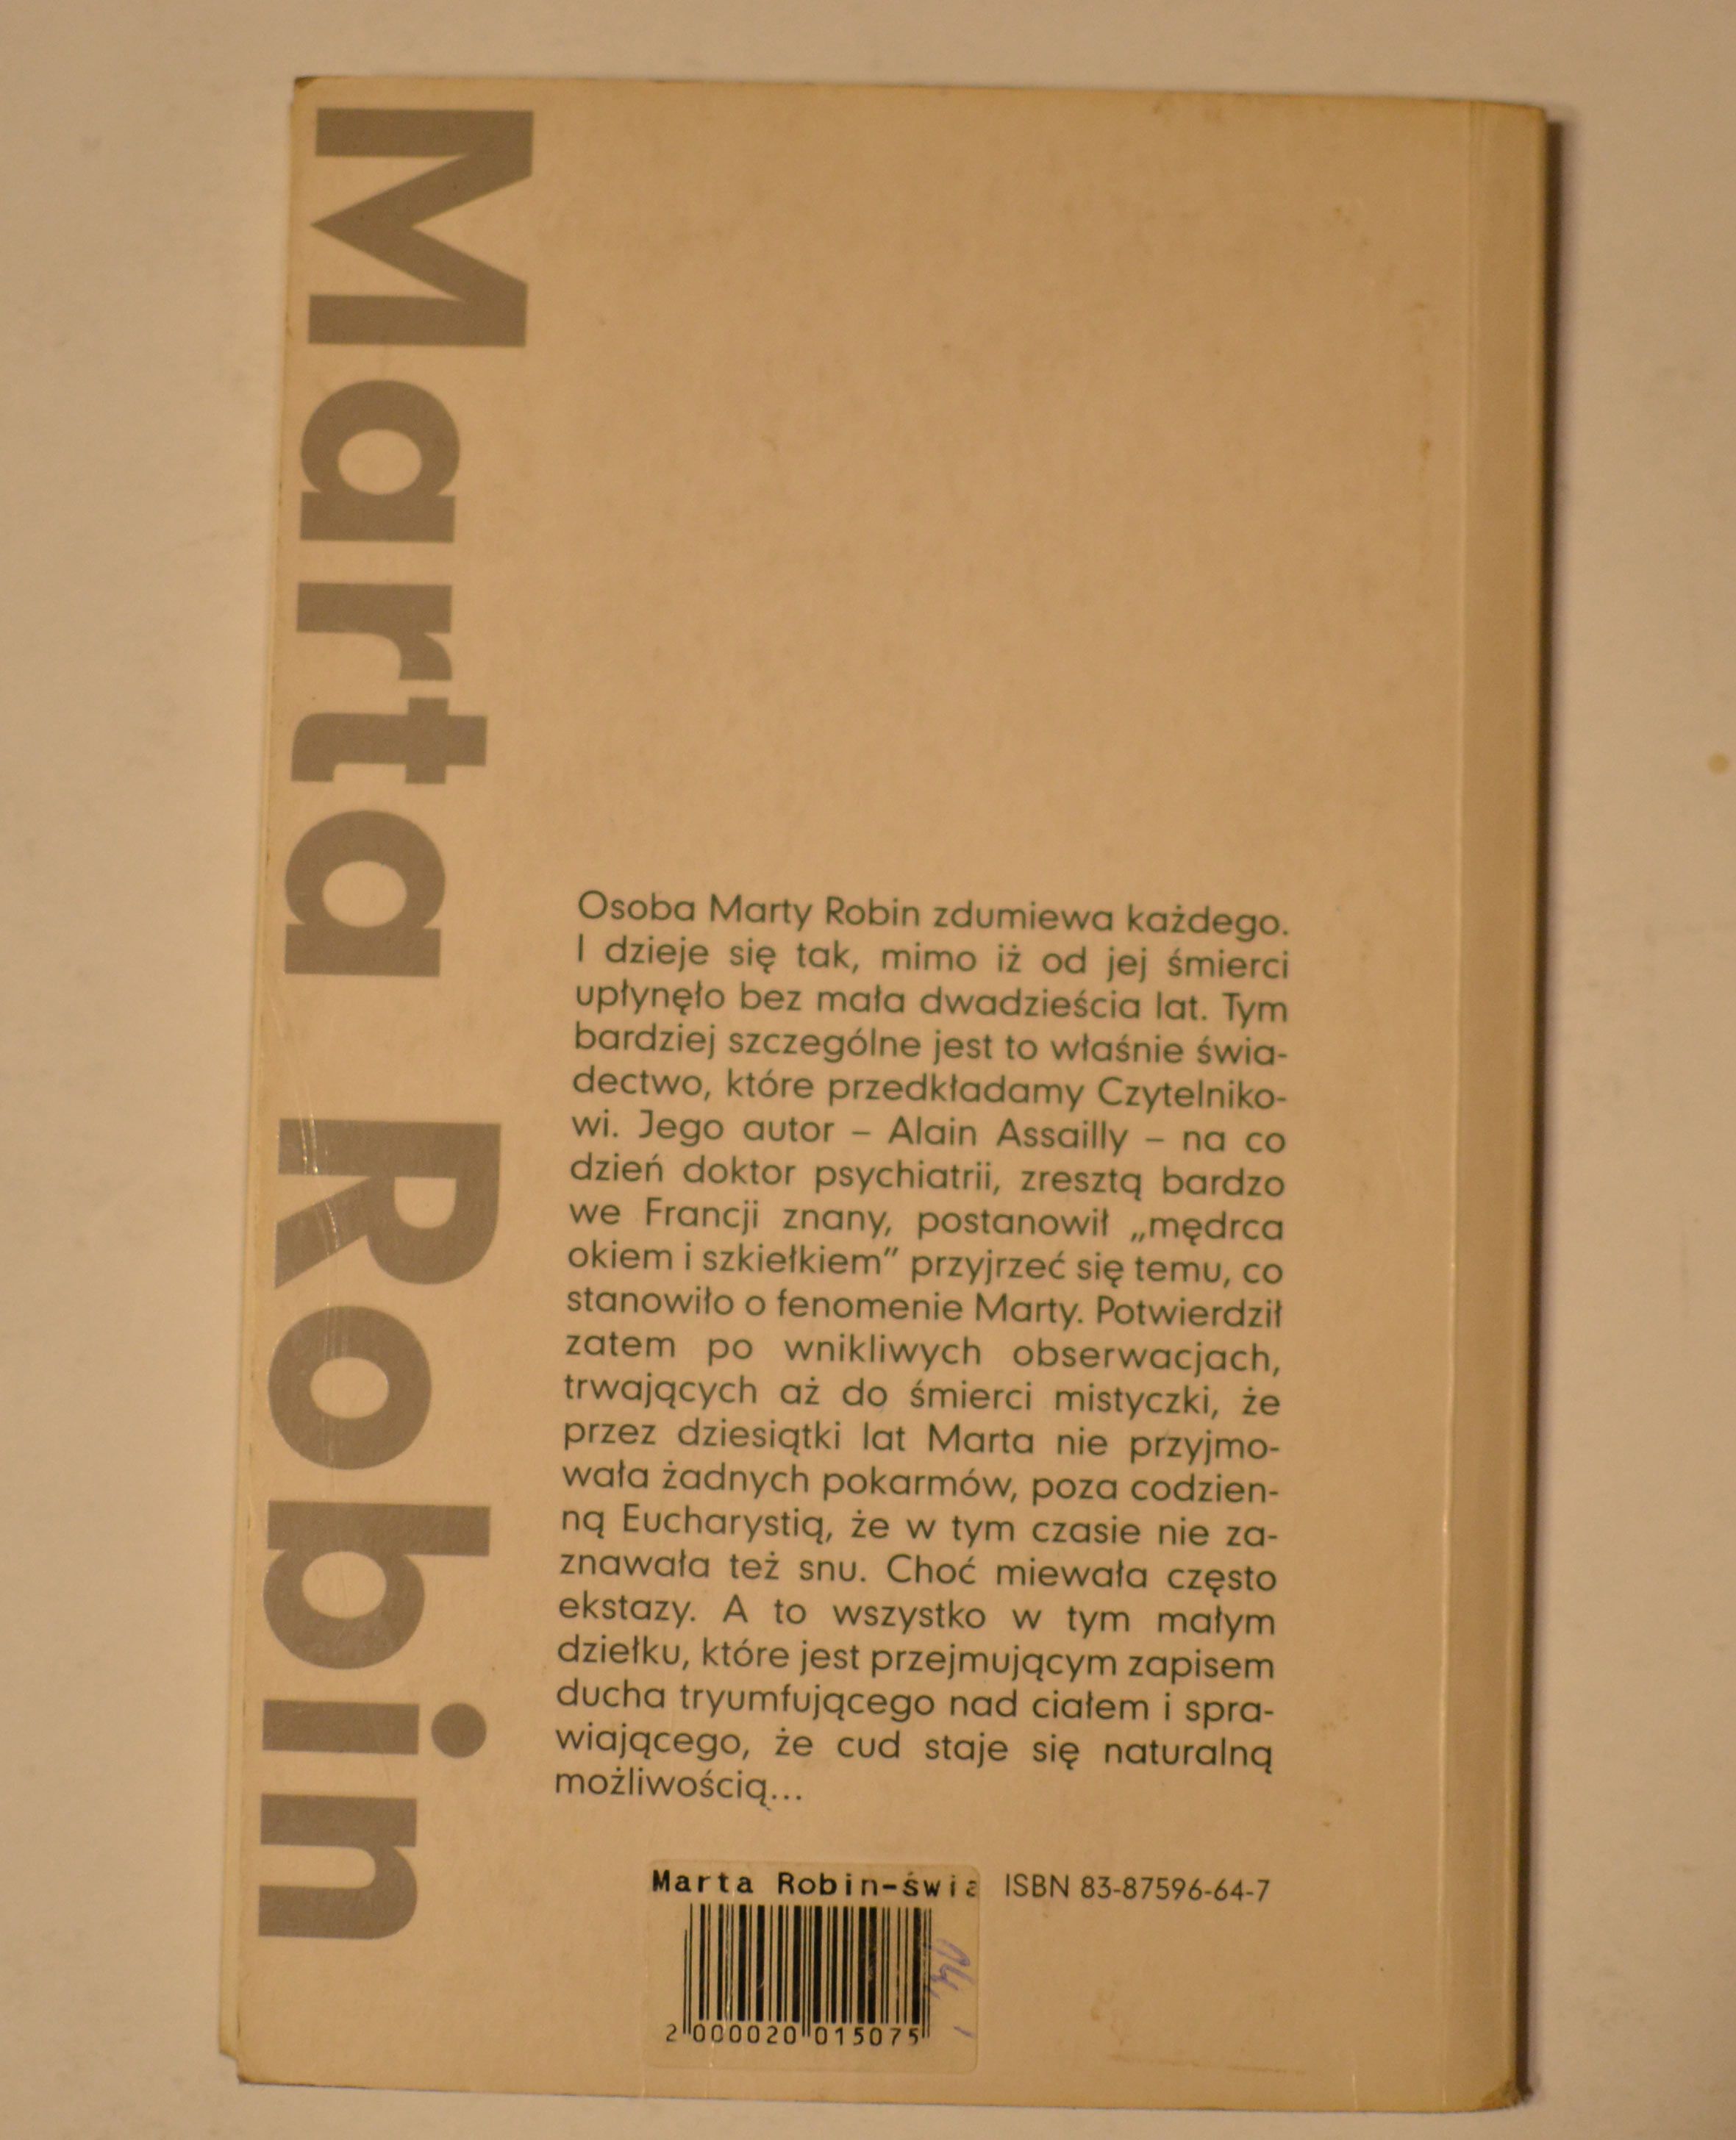 Marta Robin
Osoba Marty Robin zdumiewa każdego.
I dzieje się tak, mimo iż od jej śmierci
upłynęło bez mała dwadzieścia lat. Tym
bardziej szczególne jest to właśnie świa-
dectwo, które przedkładamy Czytelniko-
wi. Jego autor – Alain Assailly – na co
dzień doktor psychiatrii, zresztą bardzo
we Francji znany, postanowił „mędrca
okiem i szkiełkiem” przyjrzeć się temu, co
stanowiło o fenomenie Marty. Potwierdził
zatem po wnikliwych obserwacjach,
trwających aż do śmierci mistyczki, że
przez dziesiątki lat Marta nie przyjmo-
wała żadnych pokarmów, poza codzien-
ną Eucharystią, że w tym czasie nie za-
znawała też snu. Choć miewała często
ekstazy. A to wszystko w tym małym
dziełku, które jest przejmującym zapisem
ducha tryumfującego nad ciałem i spra-
wiającego, że cud staje się naturalną
możliwością...
Marta Robin-świa
ISBN 83-87596-64-7
2 000020 015075